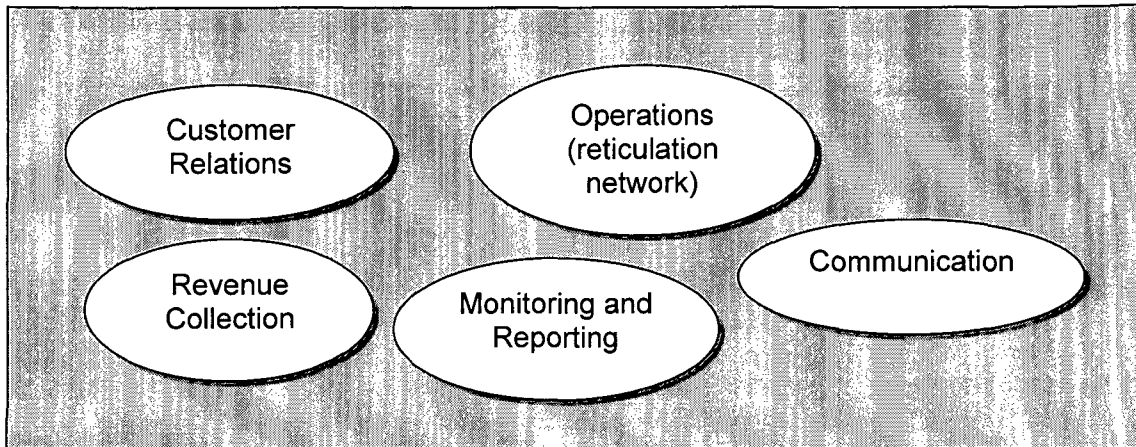 Customer
Relations
Operations
(reticulation
network)
Revenue
Collection
Monitoring and
Reporting
Communication